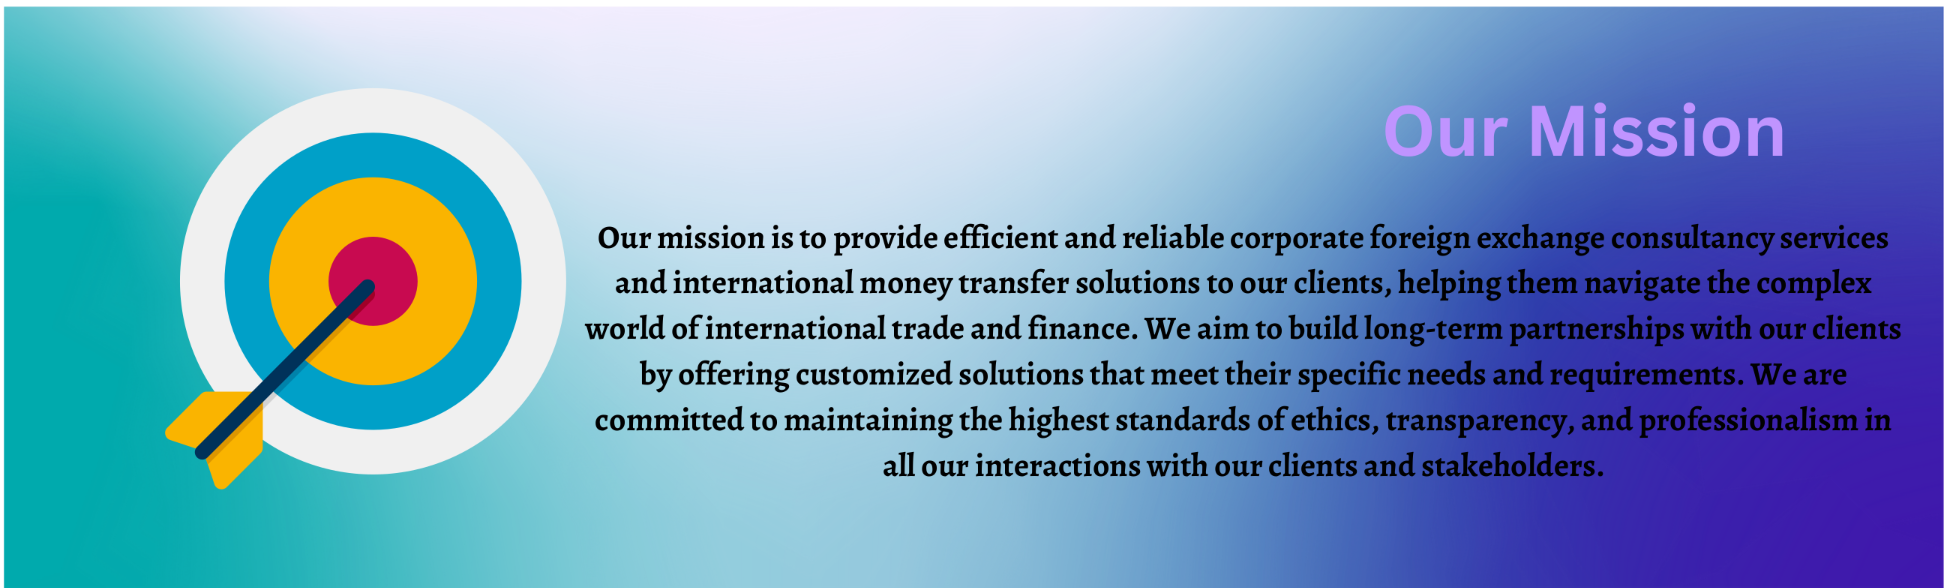 Our Mission
Our mission is to provide efficient and reliable corporate foreign exchange consultancy services
and international money transfer solutions to our clients, helping them navigate the complex
world of international trade and finance. We aim to build long-term partnerships with our clients
by offering customized solutions that meet their specific needs and requirements. We are
committed to maintaining the highest standards of ethics, transparency, and professionalism in
all our interactions with our clients and stakeholders.